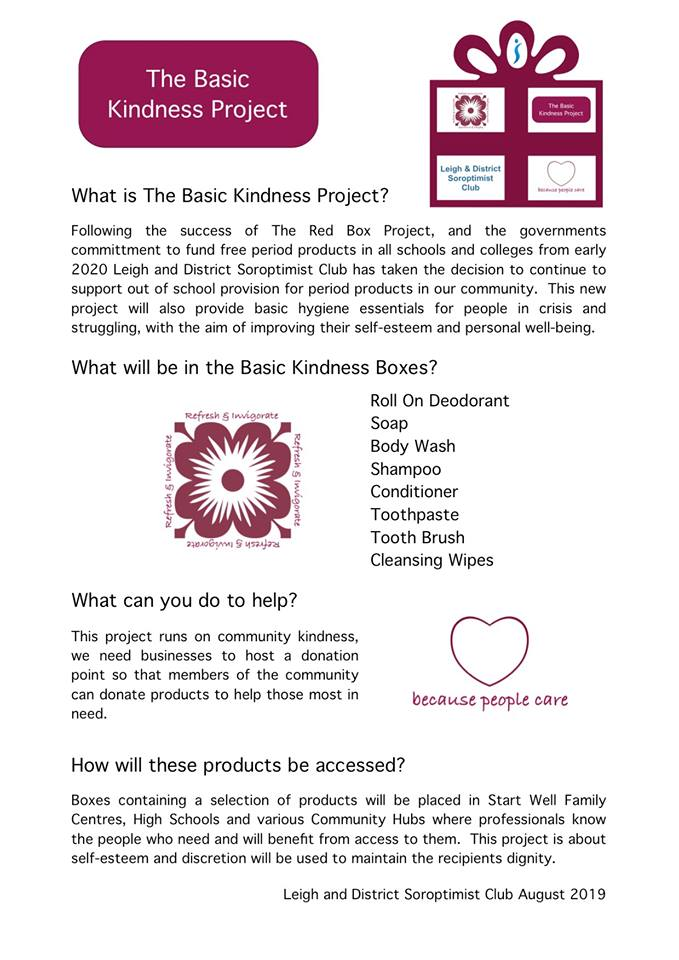 The Basic
Kindness Project
The Basic
Kindness Project
Leigh & District
Soroptimist
Club
because people care
What is The Basic Kindness Project?
Following the success of The Red Box Project, and the governments
committment to fund free period products in all schools and colleges from early
2020 Leigh and District Soroptimist Club has taken the decision to continue to
support out of school provision for period products in our community. This new
project will also provide basic hygiene essentials for people in crisis and
struggling, with the aim of improving their self-esteem and personal well-being.
What will be in the Basic Kindness Boxes?
Refresh & Invigorate
Refresh & Invigorate
Refresh & Invigorate
Refresh & Invigorate
Roll On Deodorant
Soap
Body Wash
Shampoo
Conditioner
Toothpaste
Tooth Brush
Cleansing Wipes
What can you do to help?
This project runs on community kindness,
we need businesses to host a donation
point so that members of the community
can donate products to help those most in
need.
because people care
How will these products be accessed?
Boxes containing a selection of products will be placed in Start Well Family
Centres, High Schools and various Community Hubs where professionals know
the people who need and will benefit from access to them. This project is about
self-esteem and discretion will be used to maintain the recipients dignity.
Leigh and District Soroptimist Club August 2019